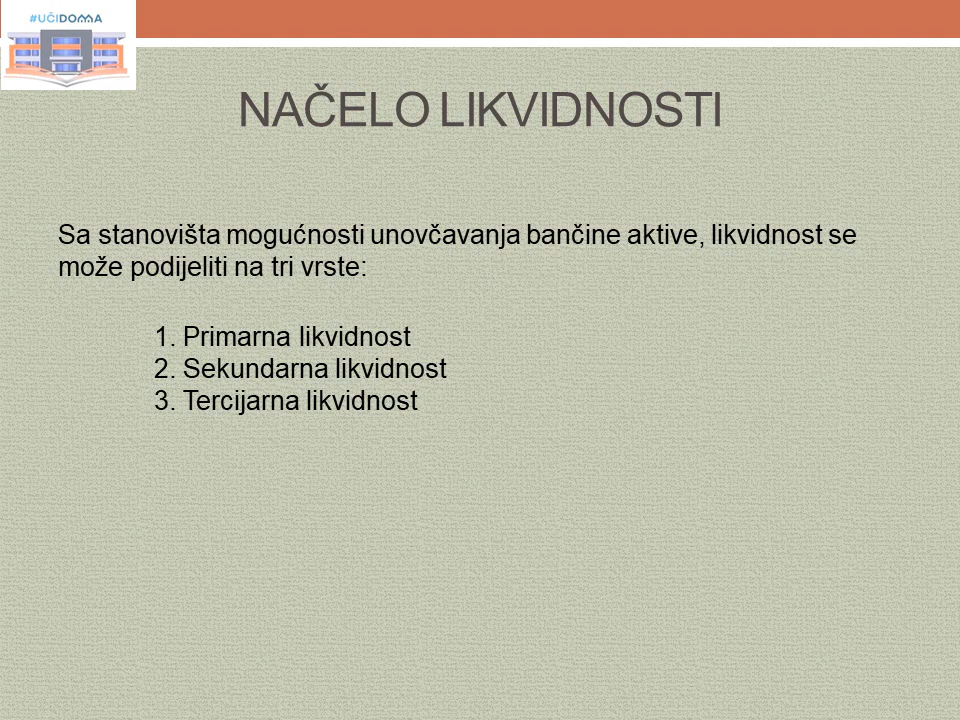 #UČIDOMA
NAČELO LIKVIDNOSTI
Sa stanovišta mogućnosti unovčavanja bančine aktive, likvidnost se
može podijeliti na tri vrste:
1. Primarna likvidnost
2. Sekundarna likvidnost
3. Tercijarna likvidnost